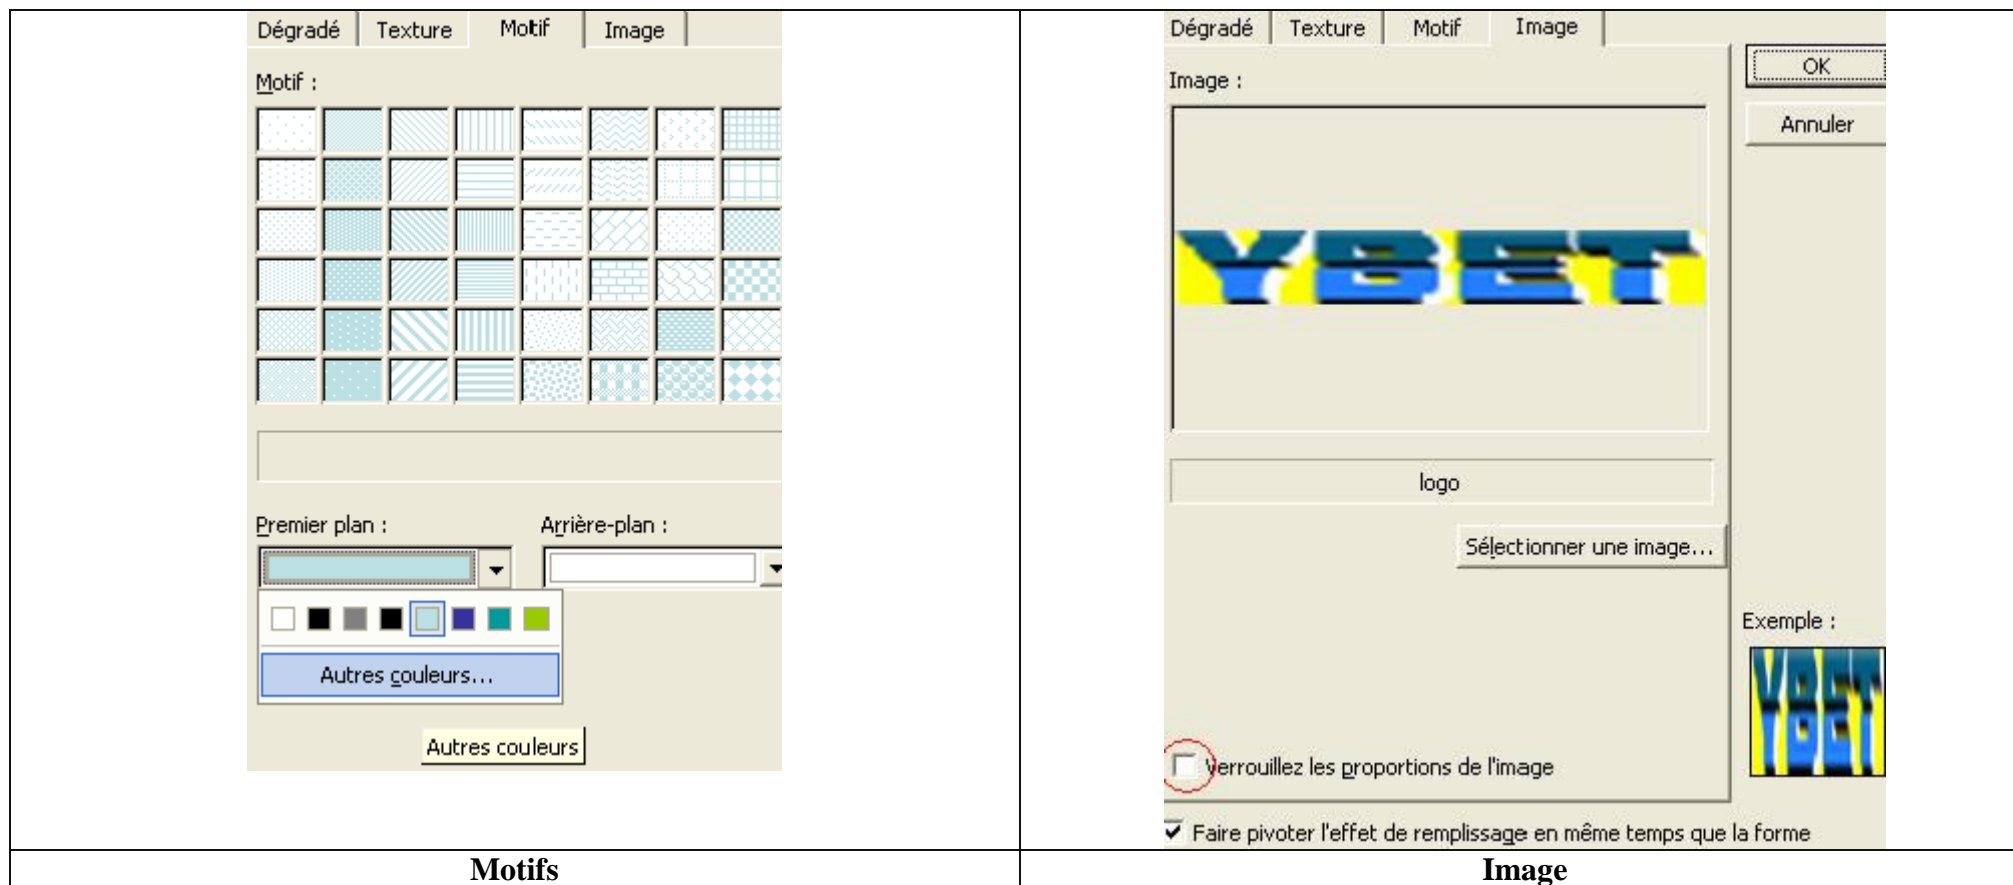 Dégradé Texture Motif Image
Motif :
Premier plan : Arrière-plan :
Autres couleurs...
Autres couleurs
Motifs
Dégradé Texture Motif Image
Image :
OK
Annuler
YBET
logo
Sélectionner une image...
Exemple :
YBET
Verrouillez les proportions de l'image
Faire pivoter l'effet de remplissage en même temps que la forme
Image